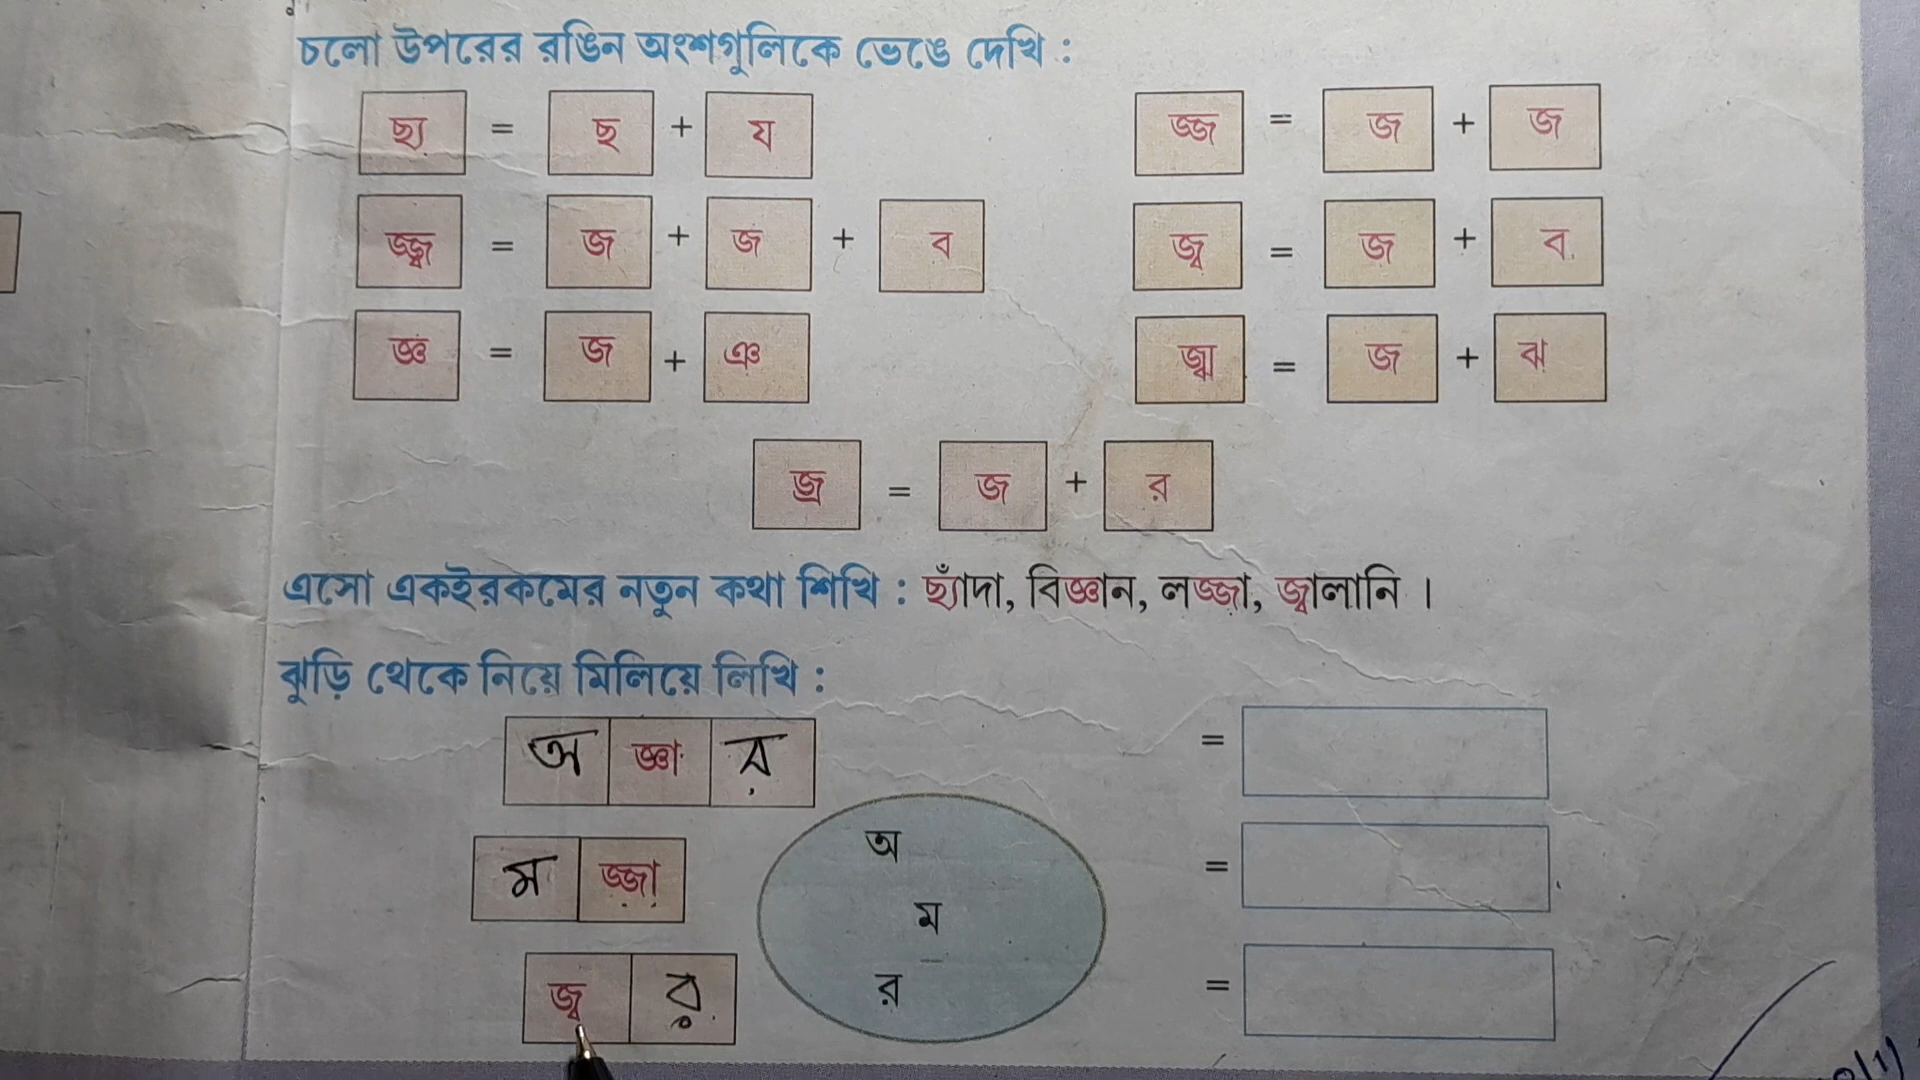 চলো উপরের রঙিন অংশগুলিকে ভেঙে দেখি :
ছ্য = ছ + য জ্জ = জ + জ
জ্জ্ব = জ + জ + ব জ্ব = জ + ব
জ্ঞ = জ + ঞ জ্ঝ = জ + ঝ
জ্র = জ + র
এসো একইরকমের নতুন কথা শিখি : ছ্যাঁদা, বিজ্ঞান, লজ্জা, জ্বালানি ।
ঝুড়ি থেকে নিয়ে মিলিয়ে লিখি :
অ জ্ঞা র =
ম জ্জা =
জ্ব র =
অ
ম
র